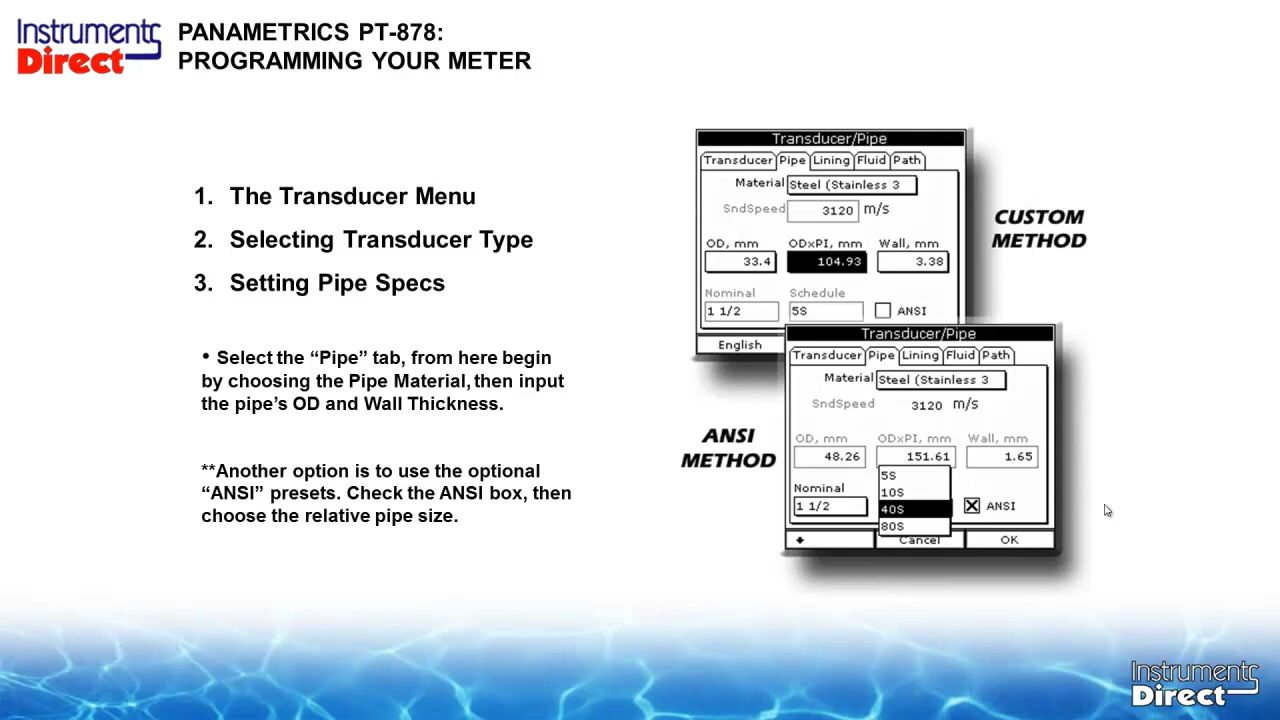 Instruments
Direct
PANAMETRICS PT-878:
PROGRAMMING YOUR METER
1. The Transducer Menu
2. Selecting Transducer Type
3. Setting Pipe Specs
• Select the “Pipe” tab, from here begin
by choosing the Pipe Material, then input
the pipe’s OD and Wall Thickness.
**Another option is to use the optional
“ANSI” presets. Check the ANSI box, then
choose the relative pipe size.
Transducer/Pipe
Transducer Pipe Lining Fluid Path
Material Steel (Stainless 3
SndSpeed 3120 m/s
OD, mm ODxPI, mm Wall, mm
33.4 104.93 3.38
Nominal Schedule
1 1/2 5S ANSI
English
CUSTOM
METHOD
Transducer/Pipe
Transducer Pipe Lining Fluid Path
Material Steel (Stainless 3
SndSpeed 3120 m/s
OD, mm ODxPI, mm Wall, mm
48.26 151.61 1.65
5S
Nominal 10S
1 1/2 40S ANSI
80S
Cancel OK
ANSI
METHOD
Instruments
Direct